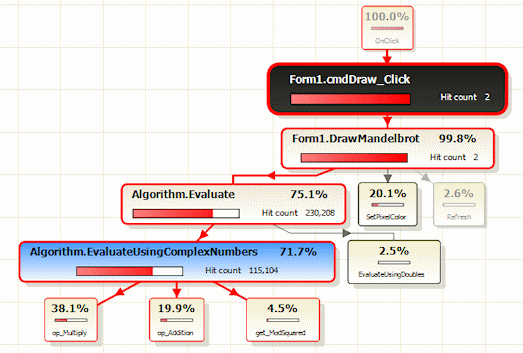 100.0%
OnClick
Form1.cmdDraw_Click
Hit count 2
Form1.DrawMandelbrot 99.8%
Hit count 2
Algorithm.Evaluate 75.1%
Hit count 230,208
20.1%
SetPixelColor
2.6%
Refresh
Algorithm.EvaluateUsingComplexNumbers 71.7%
Hit count 115,104
2.5%
EvaluateUsingDoubles
38.1%
op_Multiply
19.9%
op_Addition
4.5%
get_ModSquared